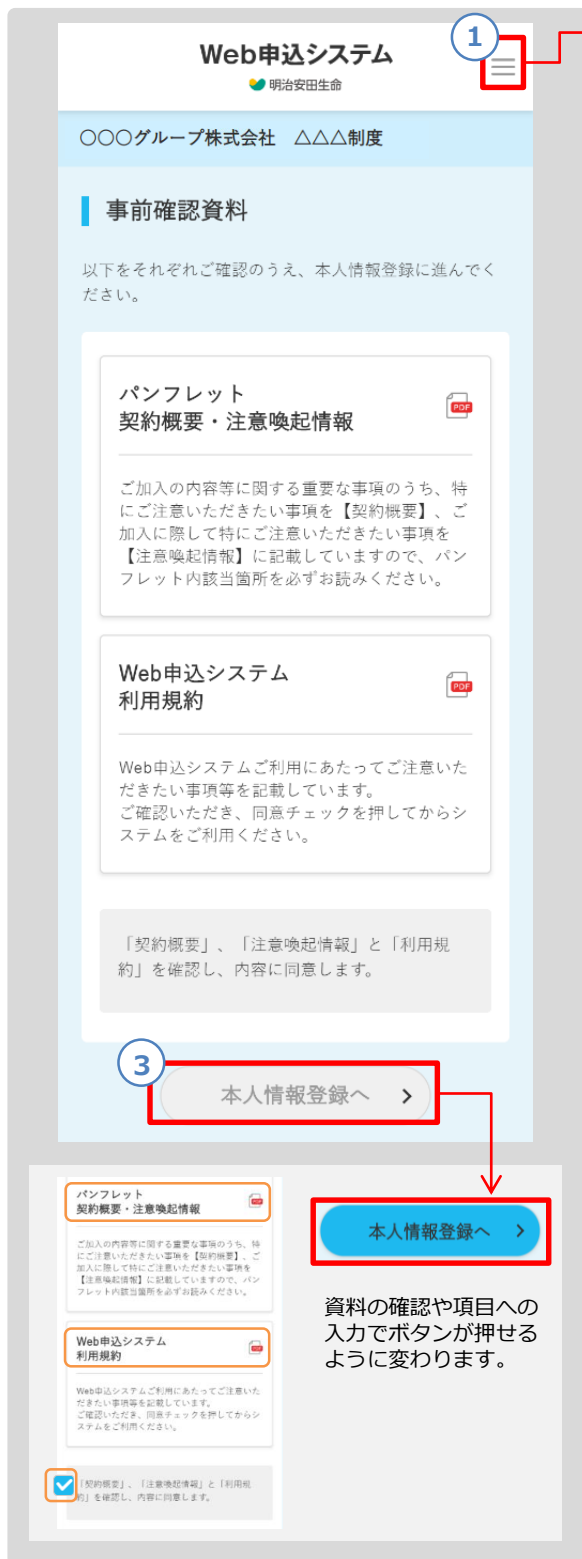 Web申込システム
1
明治安田生命
〇〇〇グループ株式会社　△△△制度
事前確認資料
以下をそれぞれご確認のうえ、本人情報登録に進んでく
ださい。
パンフレット
契約概要・注意喚起情報
PDF
ご加入の内容等に関する重要な事項のうち、特
にご注意いただきたい事項を【契約概要】、ご
加入に際して特にご注意いただきたい事項を
【注意喚起情報】に記載していますので、パン
フレット内該当箇所を必ずお読みください。
Web申込システム
利用規約
PDF
Web申込システムご利用にあたってご注意いた
だきたい事項等を記載しています。
ご確認いただき、同意チェックを押してからシ
ステムをご利用ください。
「契約概要」、「注意喚起情報」と「利用規
約」を確認し、内容に同意します。
3
本人情報登録へ
パンフレット
契約概要・注意喚起情報
PDF
ご加入の内容等に関する重要な事項のうち、特
にご注意いただきたい事項を【契約概要】、ご
加入に際して特にご注意いただきたい事項を
【注意喚起情報】に記載していますので、パン
フレット内該当箇所を必ずお読みください。
Web申込システム
利用規約
PDF
Web申込システムご利用にあたってご注意いた
だきたい事項等を記載しています。
ご確認いただき、同意チェックを押してからシ
ステムをご利用ください。
「契約概要」、「注意喚起情報」と「利用規
約」を確認し、内容に同意します。
本人情報登録へ
資料の確認や項目への
入力でボタンが押せる
ように変わります。